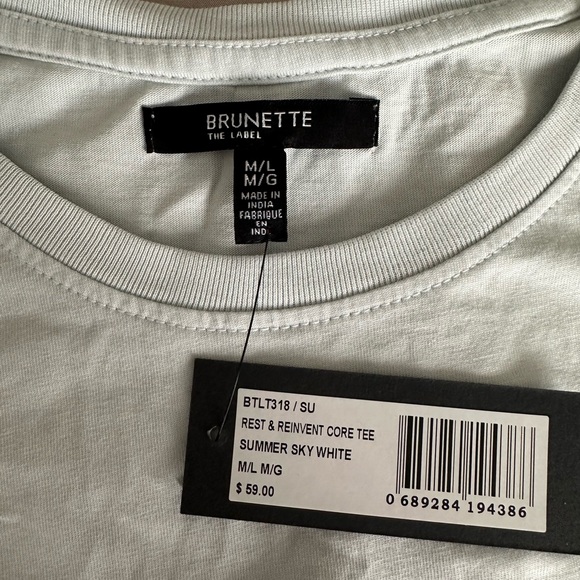 BRUNETTE
THE LABEL
M/L
M/G
MADE IN
INDIA
FABRIQUE
EN
IND
BTLT318 / SU
REST & REINVENT CORE TEE
SUMMER SKY WHITE
M/L M/G
$ 59.00
0 689284 194386